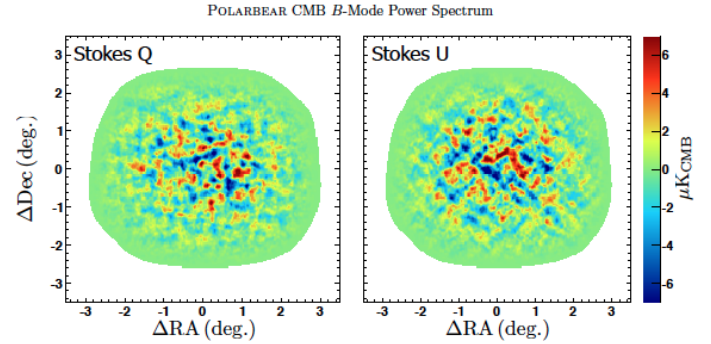 POLARBEAR CMB B-Mode Power Spectrum
Stokes Q
Stokes U
ΔDec (deg.)
3
2
1
0
-1
-2
-3
-3 -2 -1 0 1 2 3
-3 -2 -1 0 1 2 3
ΔRA (deg.)
ΔRA (deg.)
6
4
2
0
-2
-4
-6
μK_CMB